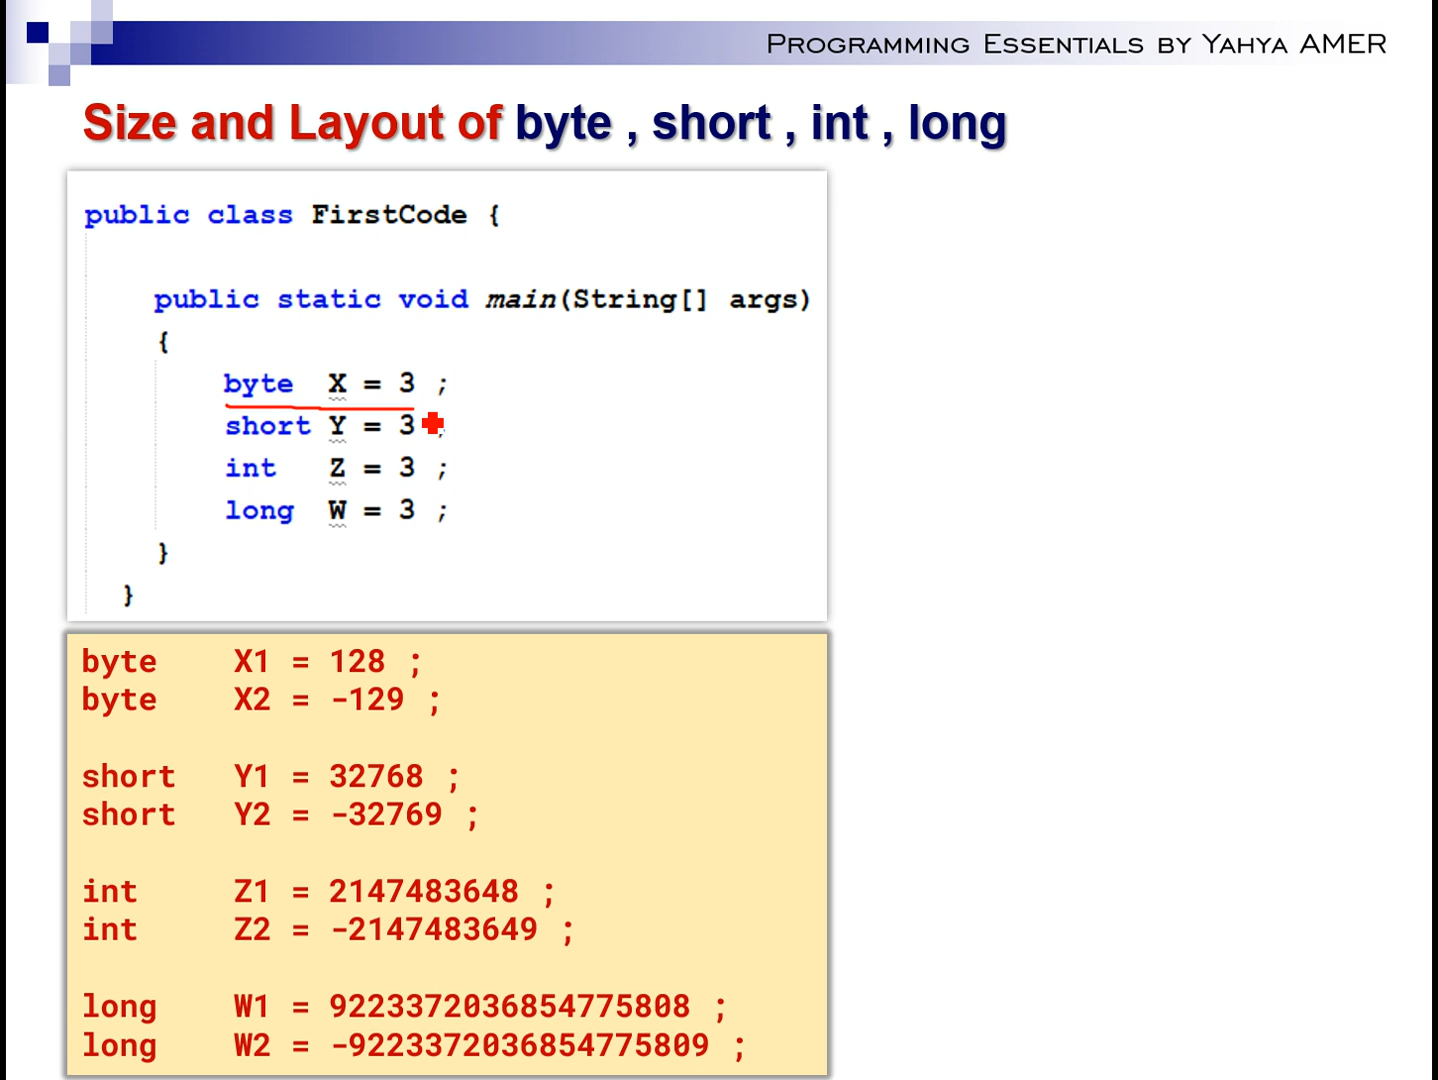 Programming Essentials by Yahya AMER
Size and Layout of byte , short , int , long
public class FirstCode {
public static void main(String[] args)
{
byte X = 3 ;
short Y = 3 ;
int Z = 3 ;
long W = 3 ;
}
}
byte X1 = 128 ;
byte X2 = -129 ;
short Y1 = 32768 ;
short Y2 = -32769 ;
int Z1 = 2147483648 ;
int Z2 = -2147483649 ;
long W1 = 9223372036854775808 ;
long W2 = -9223372036854775809 ;